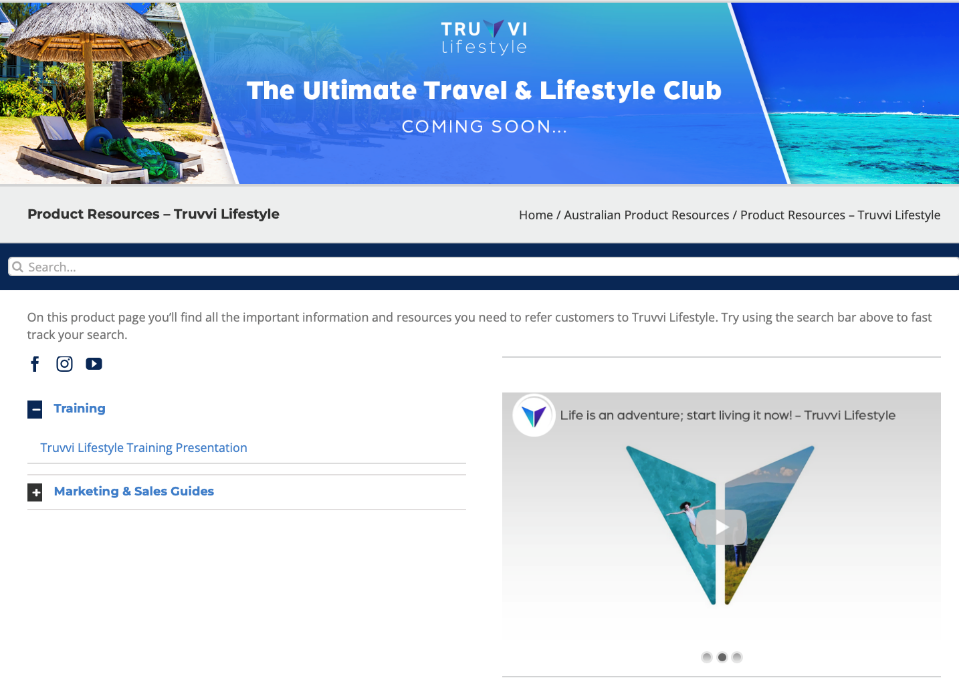 TRUVVI
lifestyle
The Ultimate Travel & Lifestyle Club
COMING SOON...
Product Resources – Truvvi Lifestyle
Home / Australian Product Resources / Product Resources – Truvvi Lifestyle
Search...
On this product page you'll find all the important information and resources you need to refer customers to Truvvi Lifestyle. Try using the search bar above to fast
track your search.
Training
Truvvi Lifestyle Training Presentation
Marketing & Sales Guides
Life is an adventure; start living it now! – Truvvi Lifestyle